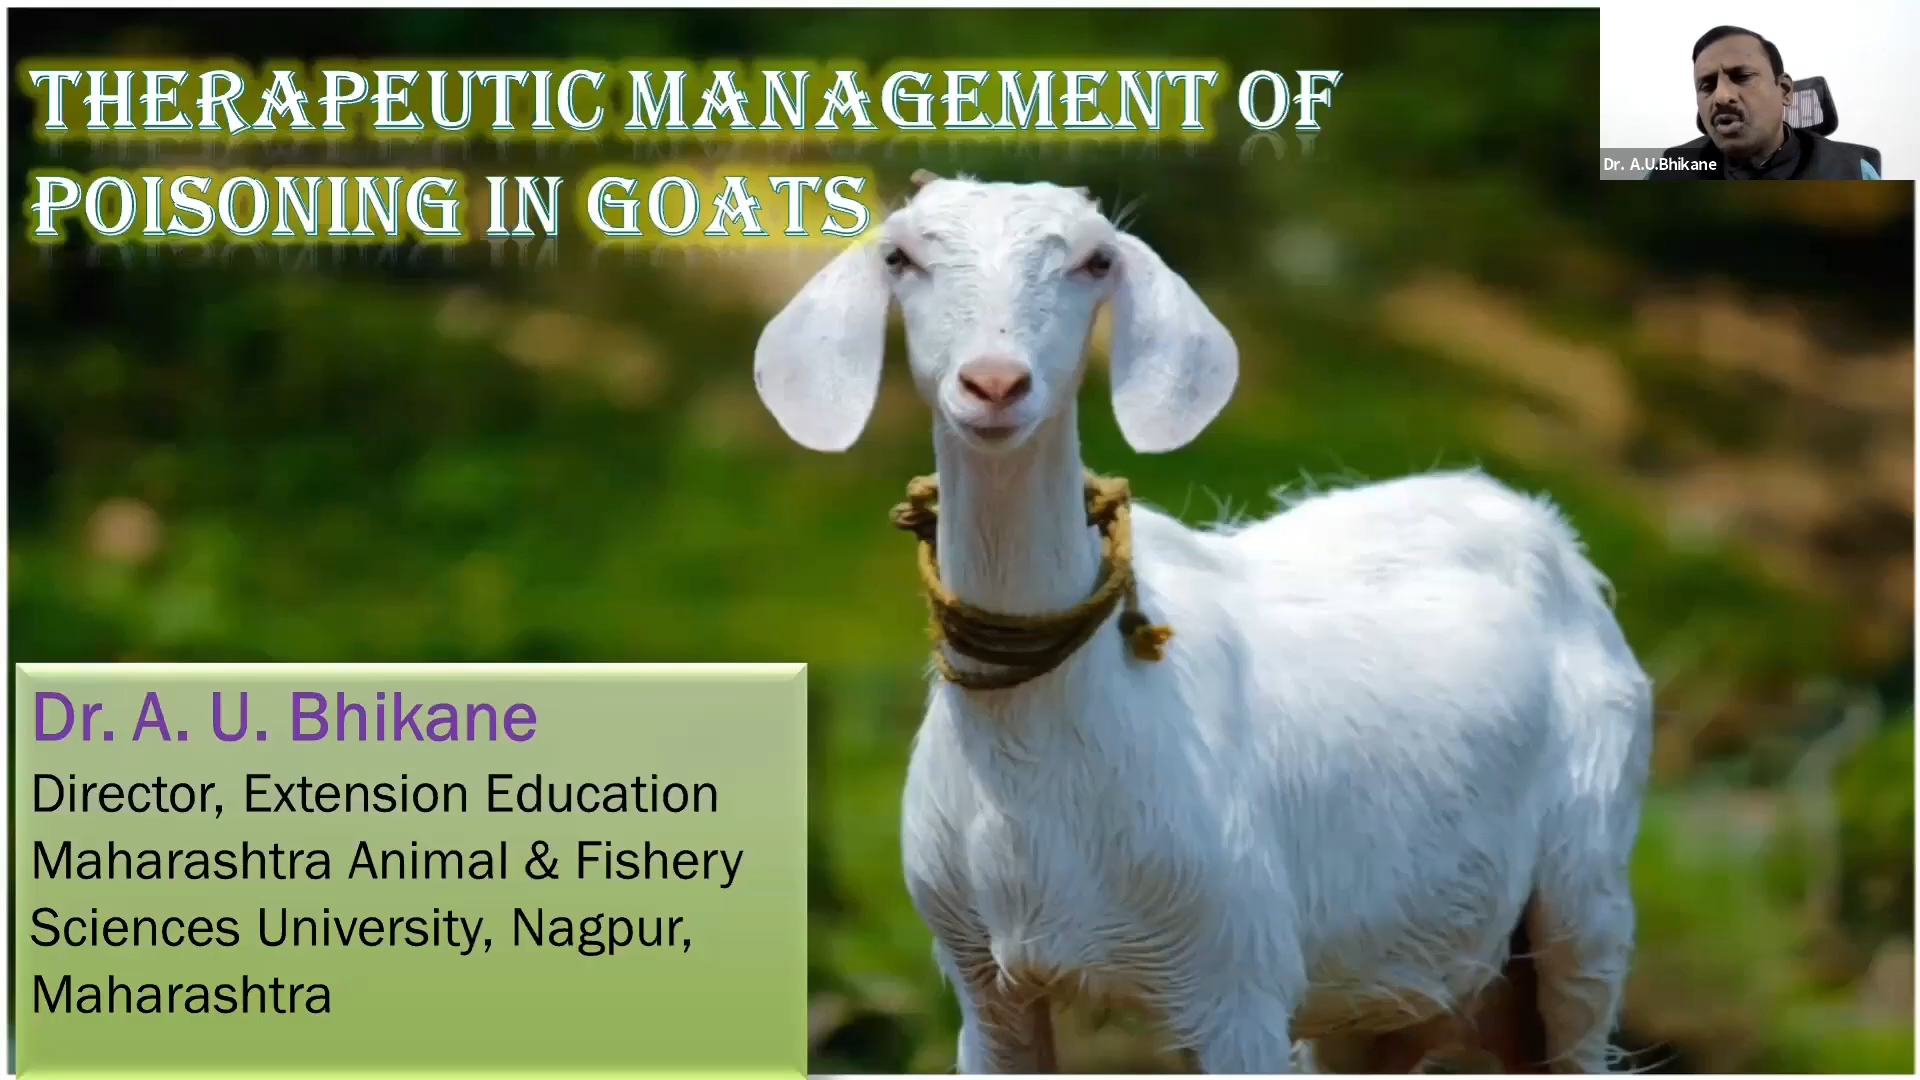 THERAPEUTIC MANAGEMENT OF
POISONING IN GOATS
Dr. A.U.Bhikane
Dr. A. U. Bhikane
Director, Extension Education
Maharashtra Animal & Fishery
Sciences University, Nagpur,
Maharashtra